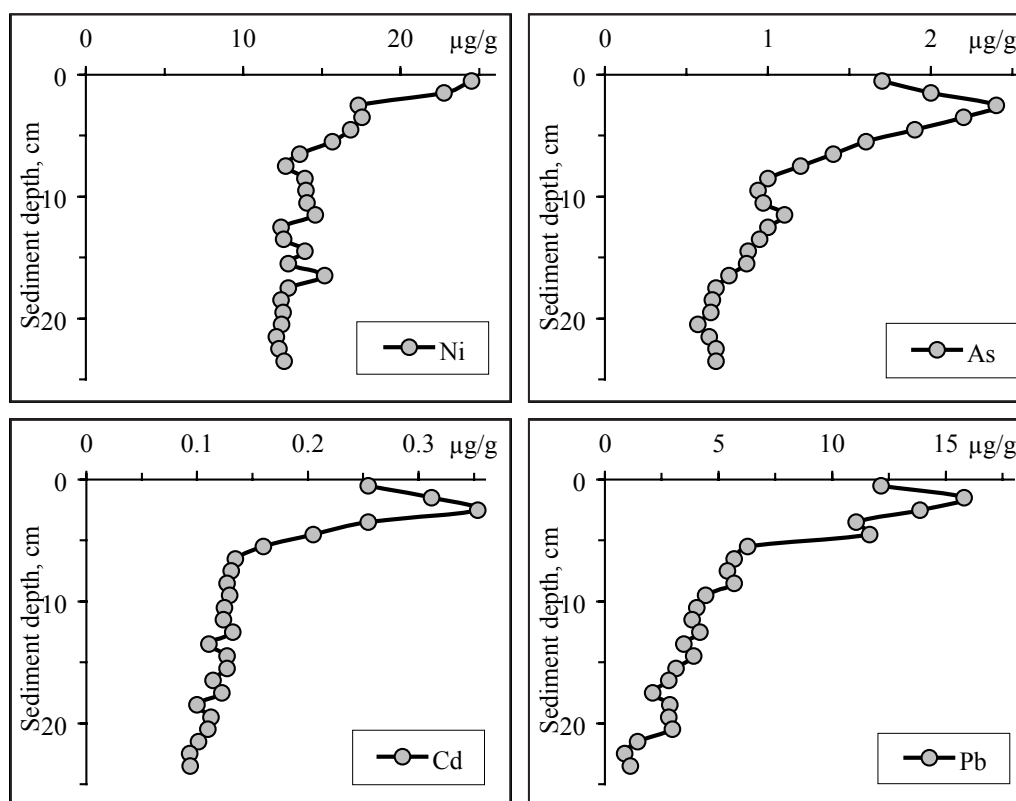 0 10 20 µg/g
0
10
20
Sediment depth, cm
Ni
0 1 2 µg/g
0
10
20
Sediment depth, cm
As
0 0.1 0.2 0.3 µg/g
0
10
20
Sediment depth, cm
Cd
0 5 10 15 µg/g
0
10
20
Sediment depth, cm
Pb